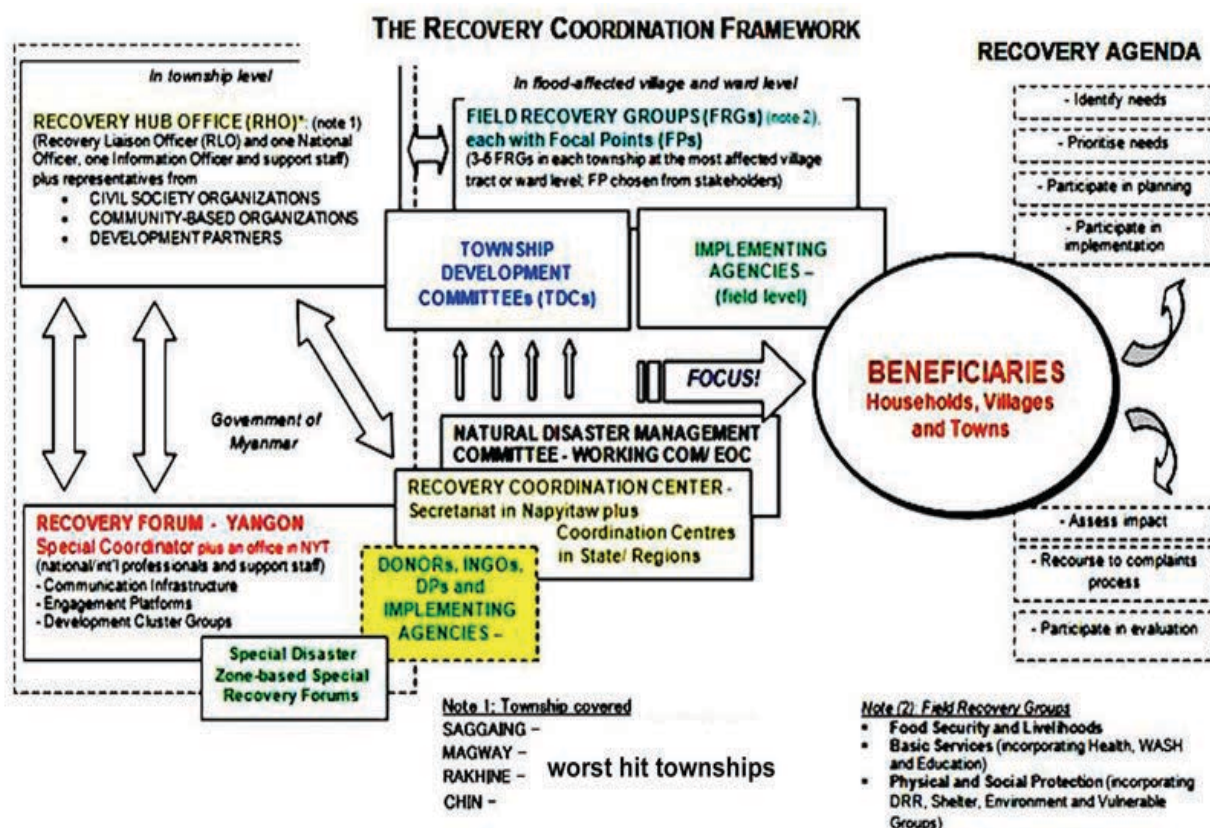 THE RECOVERY COORDINATION FRAMEWORK
In township level
RECOVERY HUB OFFICE (RHO)*: (note 1)
(Recovery Liaison Officer (RLO) and one National
Officer, one Information Officer and support staff)
plus representatives from
• CIVIL SOCIETY ORGANIZATIONS
• COMMUNITY-BASED ORGANIZATIONS
• DEVELOPMENT PARTNERS
In flood-affected village and ward level
FIELD RECOVERY GROUPS (FRGs) (note 2),
each with Focal Points (FPs)
(3-6 FRGs in each township at the most affected village
tract or ward level; FP chosen from stakeholders)
TOWNSHIP
DEVELOPMENT
COMMITTEEs (TDCs)
IMPLEMENTING
AGENCIES –
(field level)
RECOVERY AGENDA
- Identify needs
- Prioritise needs
- Participate in planning
- Participate in
implementation
FOCUS!
BENEFICIARIES
Households, Villages
and Towns
Government of
Myanmar
NATURAL DISASTER MANAGEMENT
COMMITTEE - WORKING COM/ EOC
RECOVERY COORDINATION CENTER -
Secretariat in Napyitaw plus
Coordination Centres
in State/ Regions
RECOVERY FORUM - YANGON
Special Coordinator plus an office in NYT
(national/int'l professionals and support staff)
- Communication Infrastructure
- Engagement Platforms
- Development Cluster Groups
DONORs, INGOs,
DPs and
IMPLEMENTING
AGENCIES –
Special Disaster
Zone-based Special
Recovery Forums
- Assess impact
- Recourse to complaints
process
- Participate in evaluation
Note 1: Township covered
SAGGAING –
MAGWAY –
RAKHINE –
CHIN –
worst hit townships
Note (2): Field Recovery Groups
▪ Food Security and Livelihoods
▪ Basic Services (incorporating Health, WASH
and Education)
▪ Physical and Social Protection (incorporating
DRR, Shelter, Environment and Vulnerable
Groups)